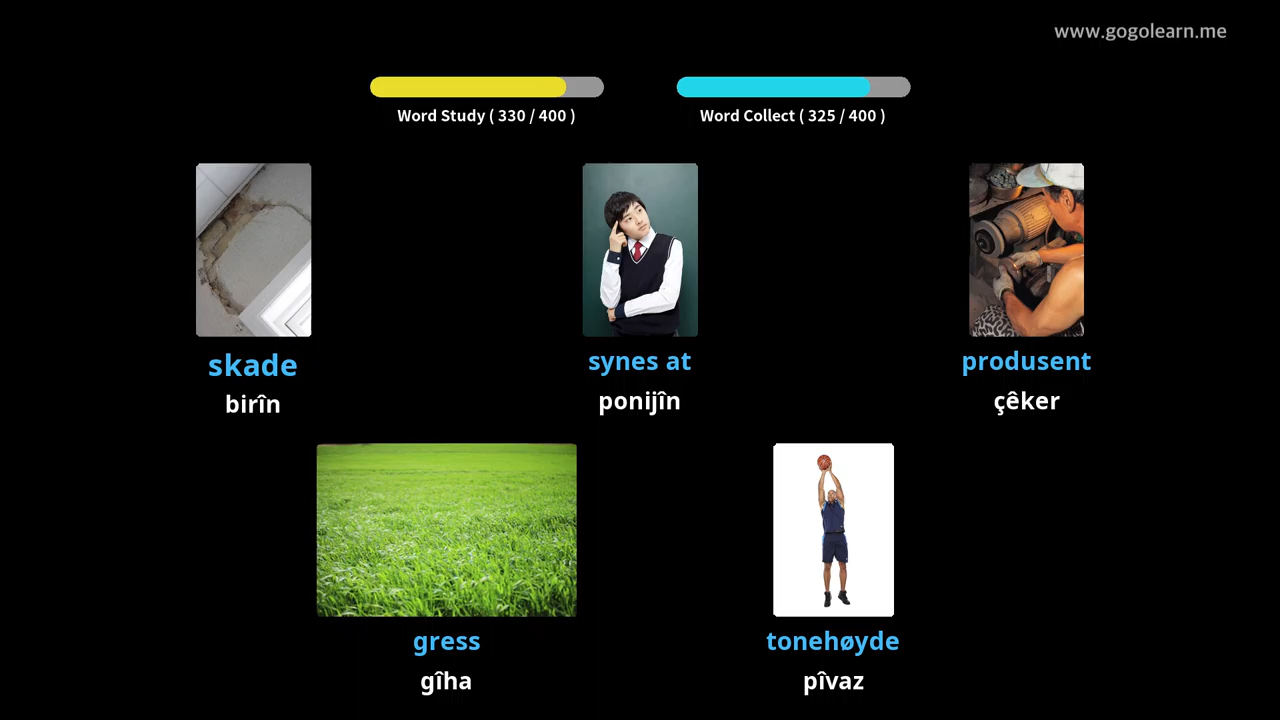 www.gogolearn.me
Word Study ( 330 / 400 )
Word Collect ( 325 / 400 )
skade
birîn
synes at
ponijîn
produsent
çêker
gress
gîha
tonehøyde
pîvaz